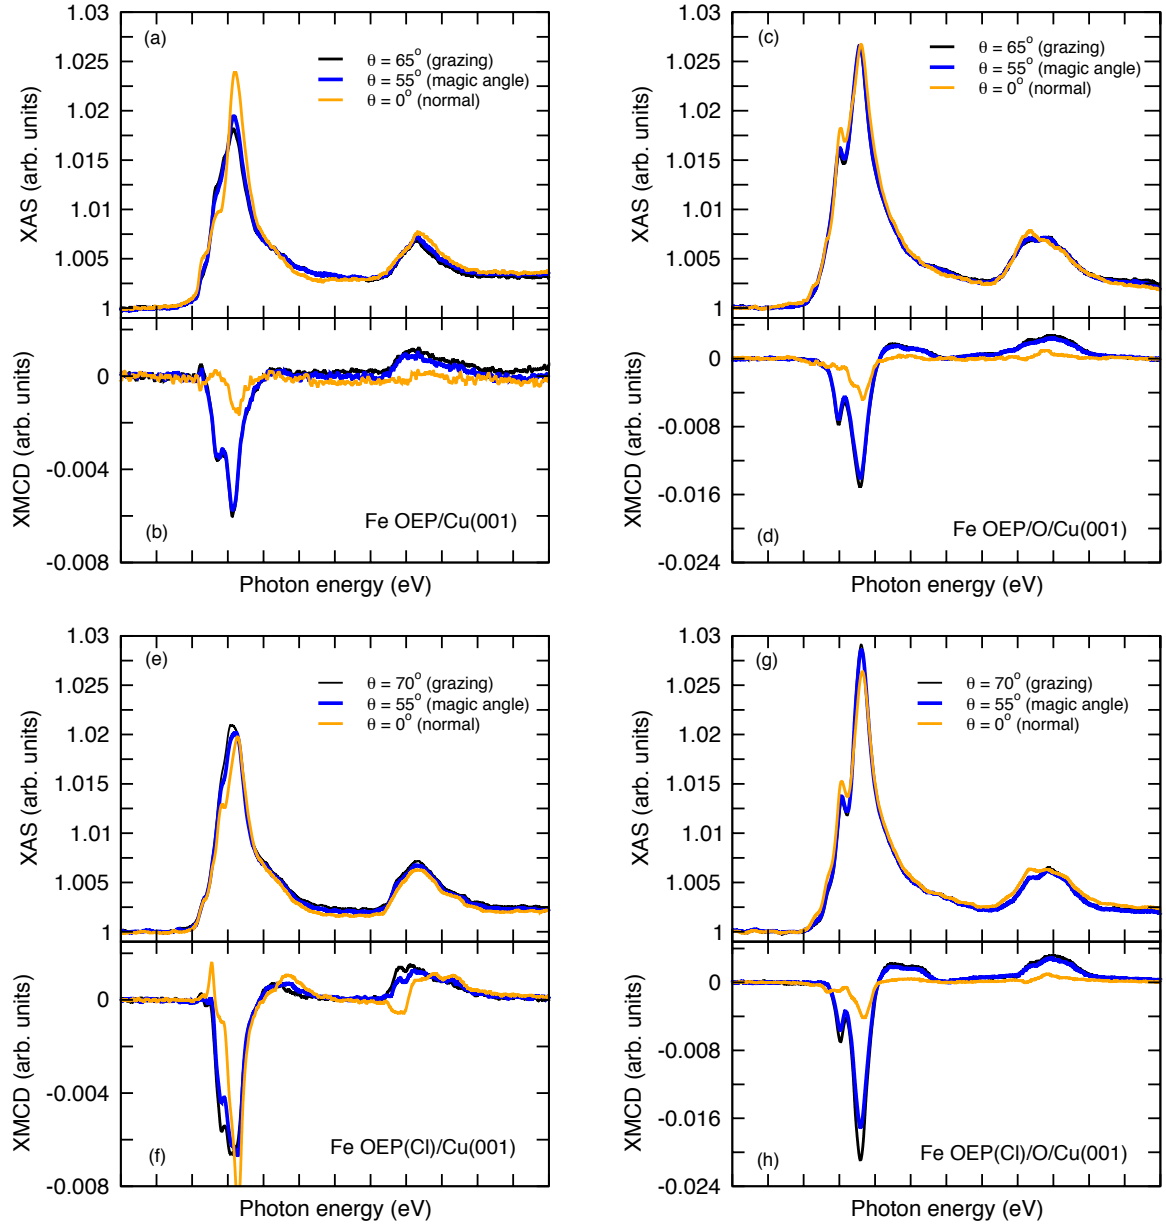 (a)
θ = 65° (grazing)
θ = 55° (magic angle)
θ = 0° (normal)
XAS (arb. units)
1.03
1.025
1.02
1.015
1.01
1.005
1
(b)
Fe OEP/Cu(001)
XMCD (arb. units)
0
-0.004
-0.008
Photon energy (eV)
(c)
θ = 65° (grazing)
θ = 55° (magic angle)
θ = 0° (normal)
XAS (arb. units)
1.03
1.025
1.02
1.015
1.01
1.005
1
(d)
Fe OEP/O/Cu(001)
XMCD (arb. units)
0
-0.008
-0.016
-0.024
Photon energy (eV)
(e)
θ = 70° (grazing)
θ = 55° (magic angle)
θ = 0° (normal)
XAS (arb. units)
1.03
1.025
1.02
1.015
1.01
1.005
1
(f)
Fe OEP(Cl)/Cu(001)
XMCD (arb. units)
0
-0.004
-0.008
Photon energy (eV)
(g)
θ = 70° (grazing)
θ = 55° (magic angle)
θ = 0° (normal)
XAS (arb. units)
1.03
1.025
1.02
1.015
1.01
1.005
1
(h)
Fe OEP(Cl)/O/Cu(001)
XMCD (arb. units)
0
-0.008
-0.016
-0.024
Photon energy (eV)